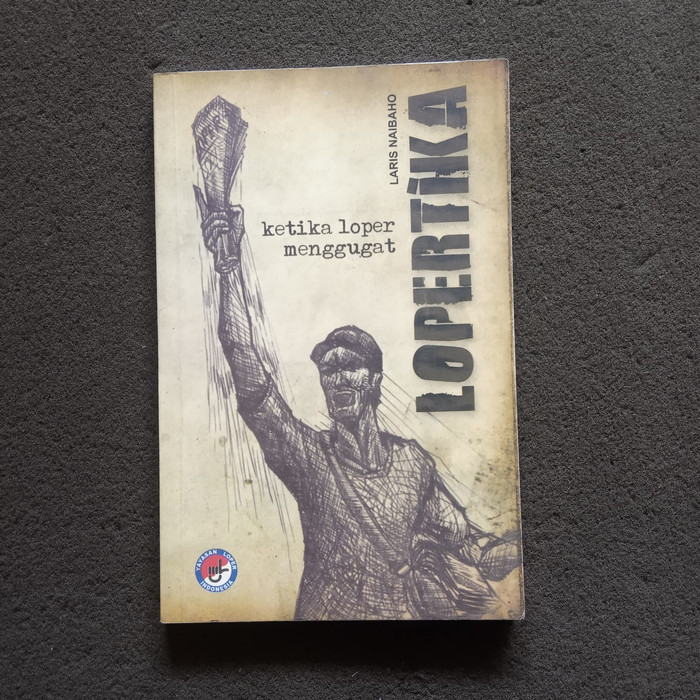 LARIS NAIBAHO
LOPERTIKA
ketika loper
menggugat
YAYASAN LOPER
INDONESIA